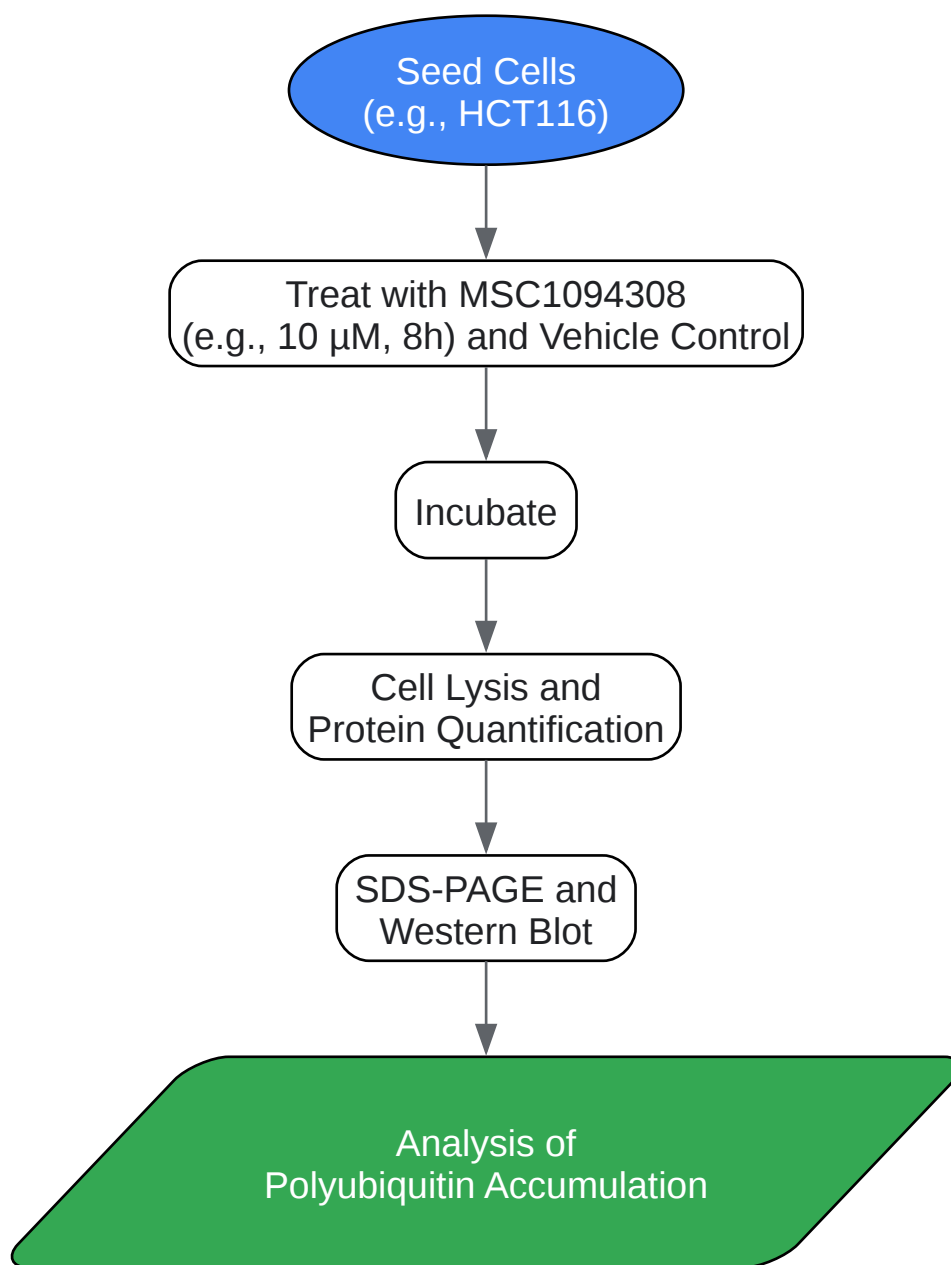 Seed Cells
(e.g., HCT116)
Treat with MSC1094308
(e.g., 10 µM, 8h) and Vehicle Control
Incubate
Cell Lysis and
Protein Quantification
SDS-PAGE and
Western Blot
Analysis of
Polyubiquitin Accumulation